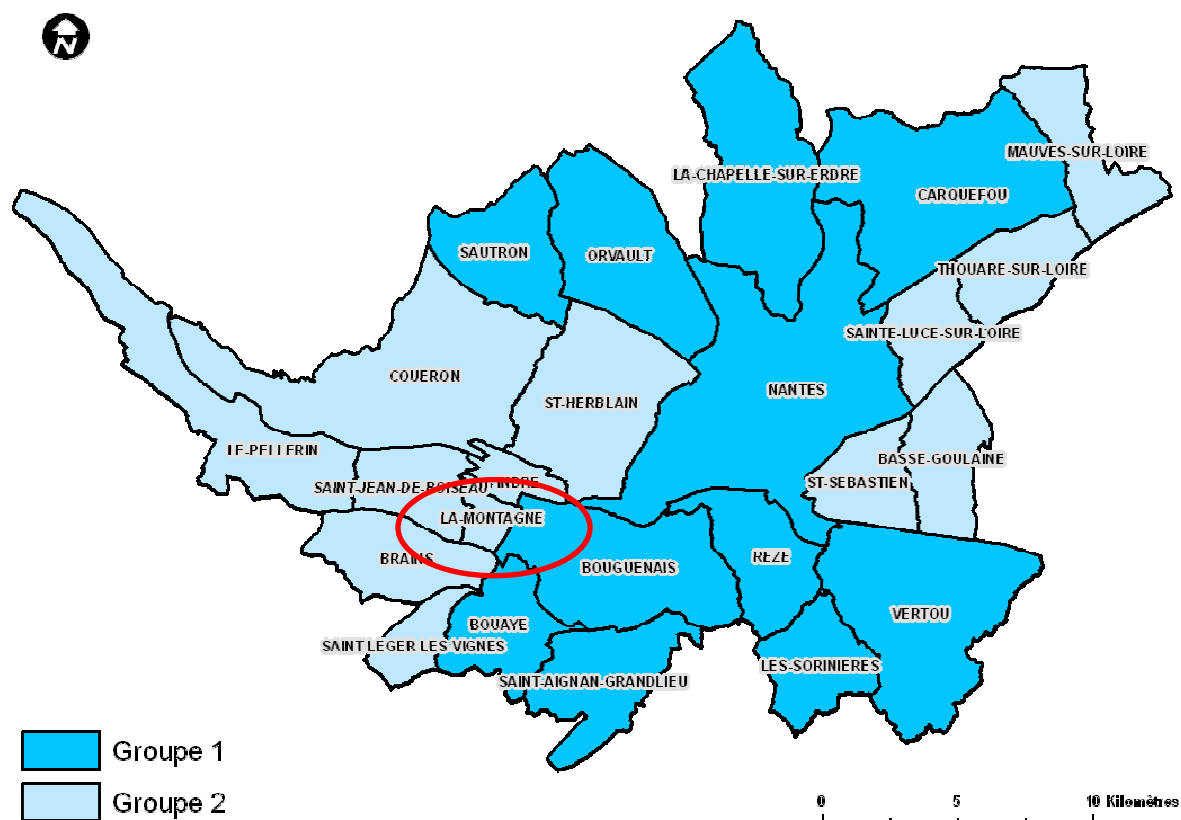 N
MAUVES-SUR-LOIRE
LA-CHAPELLE-SUR-ERDRE
CARQUEFOU
SAUTRON
ORVAULT
THOUARE-SUR-LOIRE
SAINTE-LUCE-SUR-LOIRE
COUERON
NANTES
ST-HERBLAIN
LE-PELLERIN
BASSE-GOULAINE
SAINT-JEAN-DE-BOISEAU
INDRE
ST-SEBASTIEN
LA-MONTAGNE
BRAINS
BOUGUENAIS
REZE
VERTOU
BOUAYE
SAINT LEGER LES VIGNES
LES-SORINIERES
SAINT-AIGNAN-GRANDLIEU
Groupe 1
Groupe 2
0 5 10 Kilomètres